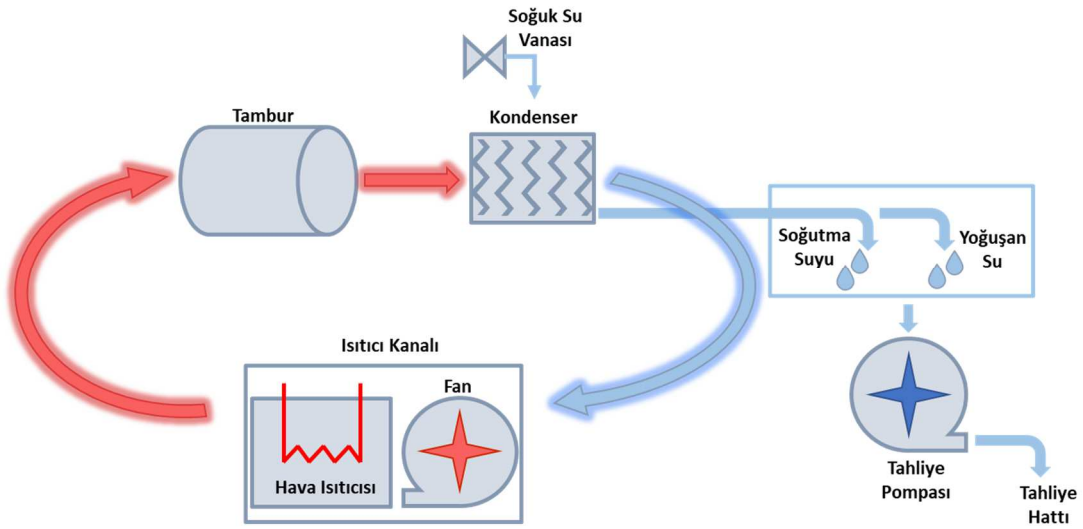 Soğuk Su
Vanası
Tambur
Kondenser
Soğutma
Suyu
Yoğuşan
Su
Isıtıcı Kanalı
Fan
Hava Isıtıcısı
Tahliye
Pompası
Tahliye
Hattı